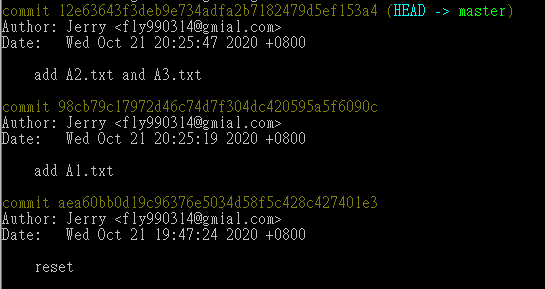 commit 12e63643f3deb9e734adfa2b7182479d5ef153a4 (HEAD -> master)
Author: Jerry <fly990314@gmial.com>
Date:   Wed Oct 21 20:25:47 2020 +0800
add A2.txt and A3.txt
commit 98cb79c17972d46c74d7f304dc420595a5f6090c
Author: Jerry <fly990314@gmial.com>
Date:   Wed Oct 21 20:25:19 2020 +0800
add A1.txt
commit aea60bb0d19c96376e5034d58f5c428c427401e3
Author: Jerry <fly990314@gmial.com>
Date:   Wed Oct 21 19:47:24 2020 +0800
reset